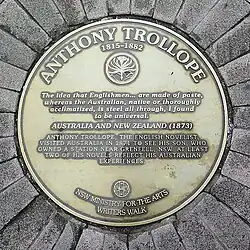 ANTHONY TROLLOPE
1815-1882
The idea that Englishmen... are made of paste,
whereas the Australian, native or thoroughly
acclimatized, is steel all through, I found
to be universal.
AUSTRALIA AND NEW ZEALAND (1873)
ANTHONY TROLLOPE, THE ENGLISH NOVELIST,
VISITED AUSTRALIA IN 1871 TO SEE HIS SON, WHO
OWNED A STATION NEAR GRENFELL, NSW. AT LEAST
TWO OF HIS NOVELS REFLECT HIS AUSTRALIAN
EXPERIENCES.
NSW MINISTRY FOR THE ARTS
WRITERS WALK